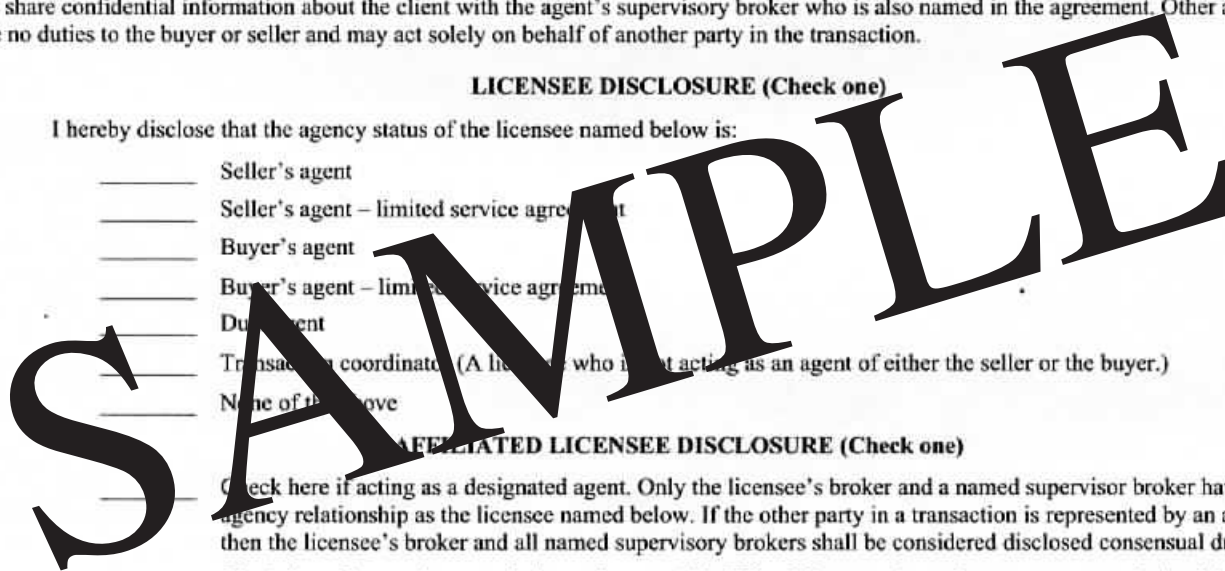 share confidential information about the client with the agent's supervisory broker who is also named in the agreement. Other
no duties to the buyer or seller and may act solely on behalf of another party in the transaction.
LICENSEE DISCLOSURE (Check one)
I hereby disclose that the agency status of the licensee named below is:
Seller's agent
Seller's agent – limited service
Buyer's agent
Buyer's agent –
coordinator (A who acting as an agent of either the seller or the buyer.)
None of
AFFILIATED LICENSEE DISCLOSURE (Check one)
Check here if acting as a designated agent. Only the licensee's broker and a named supervisor broker
agency relationship as the licensee named below. If the other party in a transaction is represented by an
then the licensee's broker and all named supervisory brokers shall be considered disclosed consensual
SAMPLE